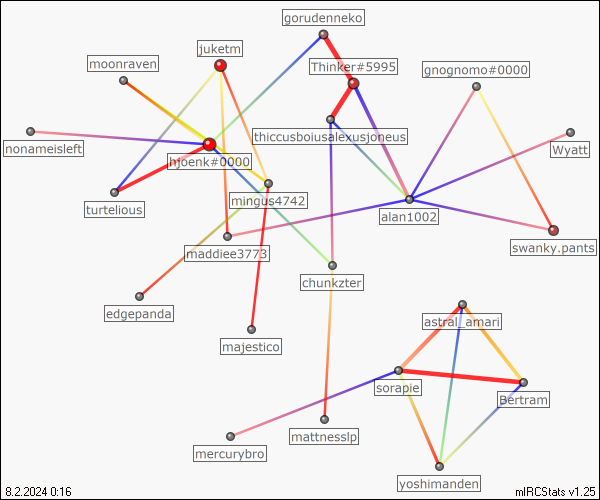 gorudenneko
juketm
moonraven
Thinker#5995
gnognomo#0000
thiccusboiusalexusioneus
nonameisleft
hjoenk#0000
Wyatt
mingus4742
turtelious
alan1002
maddiee3773
swanky.pants
chunkzter
edgepanda
astral_amari
majestico
sorapie
Bertram
mattnesslp
mercurybro
yoshimanden
8.2.2024 0:16
mIRCStats v1.25